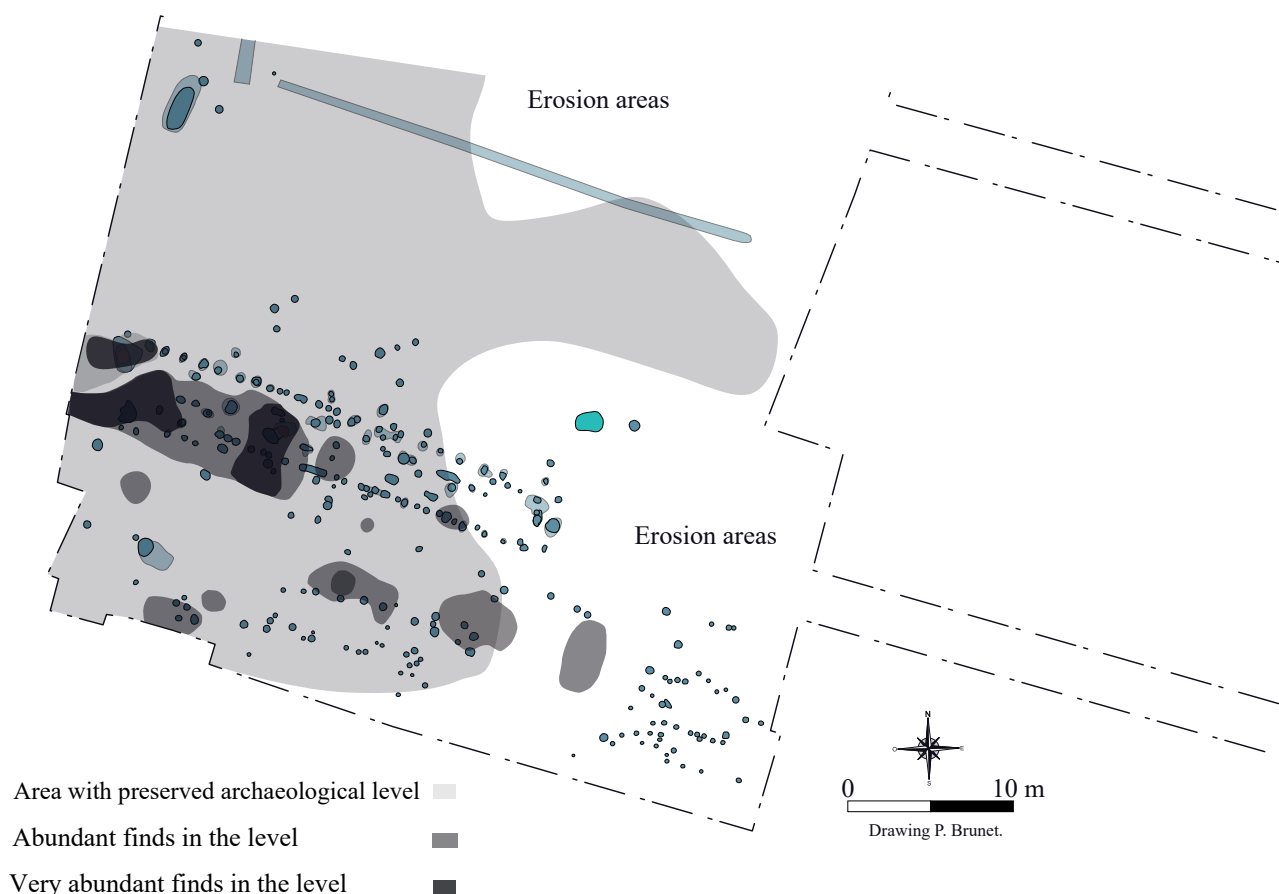 Erosion areas
Erosion areas
N
O E
S
0 10 m
Drawing P. Brunet.
Area with preserved archaeological level
Abundant finds in the level
Very abundant finds in the level